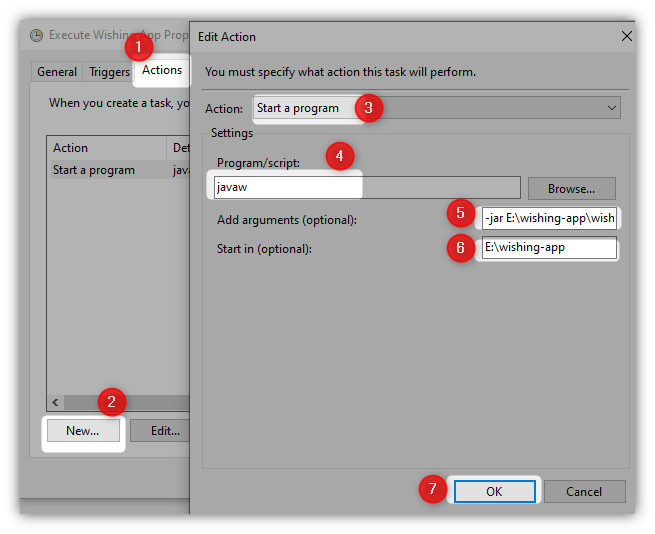 Execute Wishing App Prop
1
General Triggers Actions
When you create a task, yo
Action Det
Start a program java
2
New... Edit...
Edit Action
You must specify what action this task will perform.
Action: Start a program 3
Settings
4
Program/script:
javaw Browse...
Add arguments (optional): 5 -jar E:\wishing-app\wish
Start in (optional): 6 E:\wishing-app
7 OK Cancel